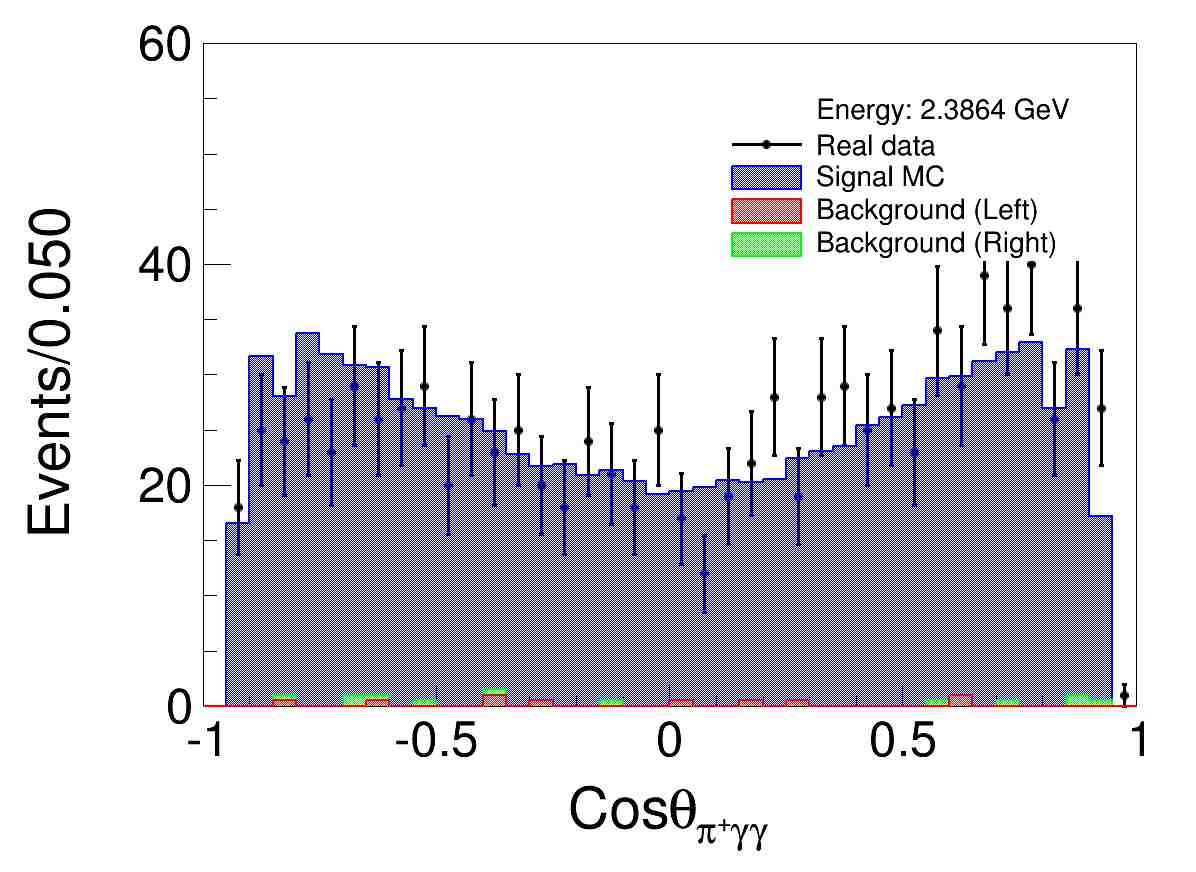 60
Energy: 2.3864 GeV
Real data
Signal MC
Background (Left)
Background (Right)
40
Events/0.050
20
0
-1 -0.5 0 0.5 1
Cosθπ⁺γγ